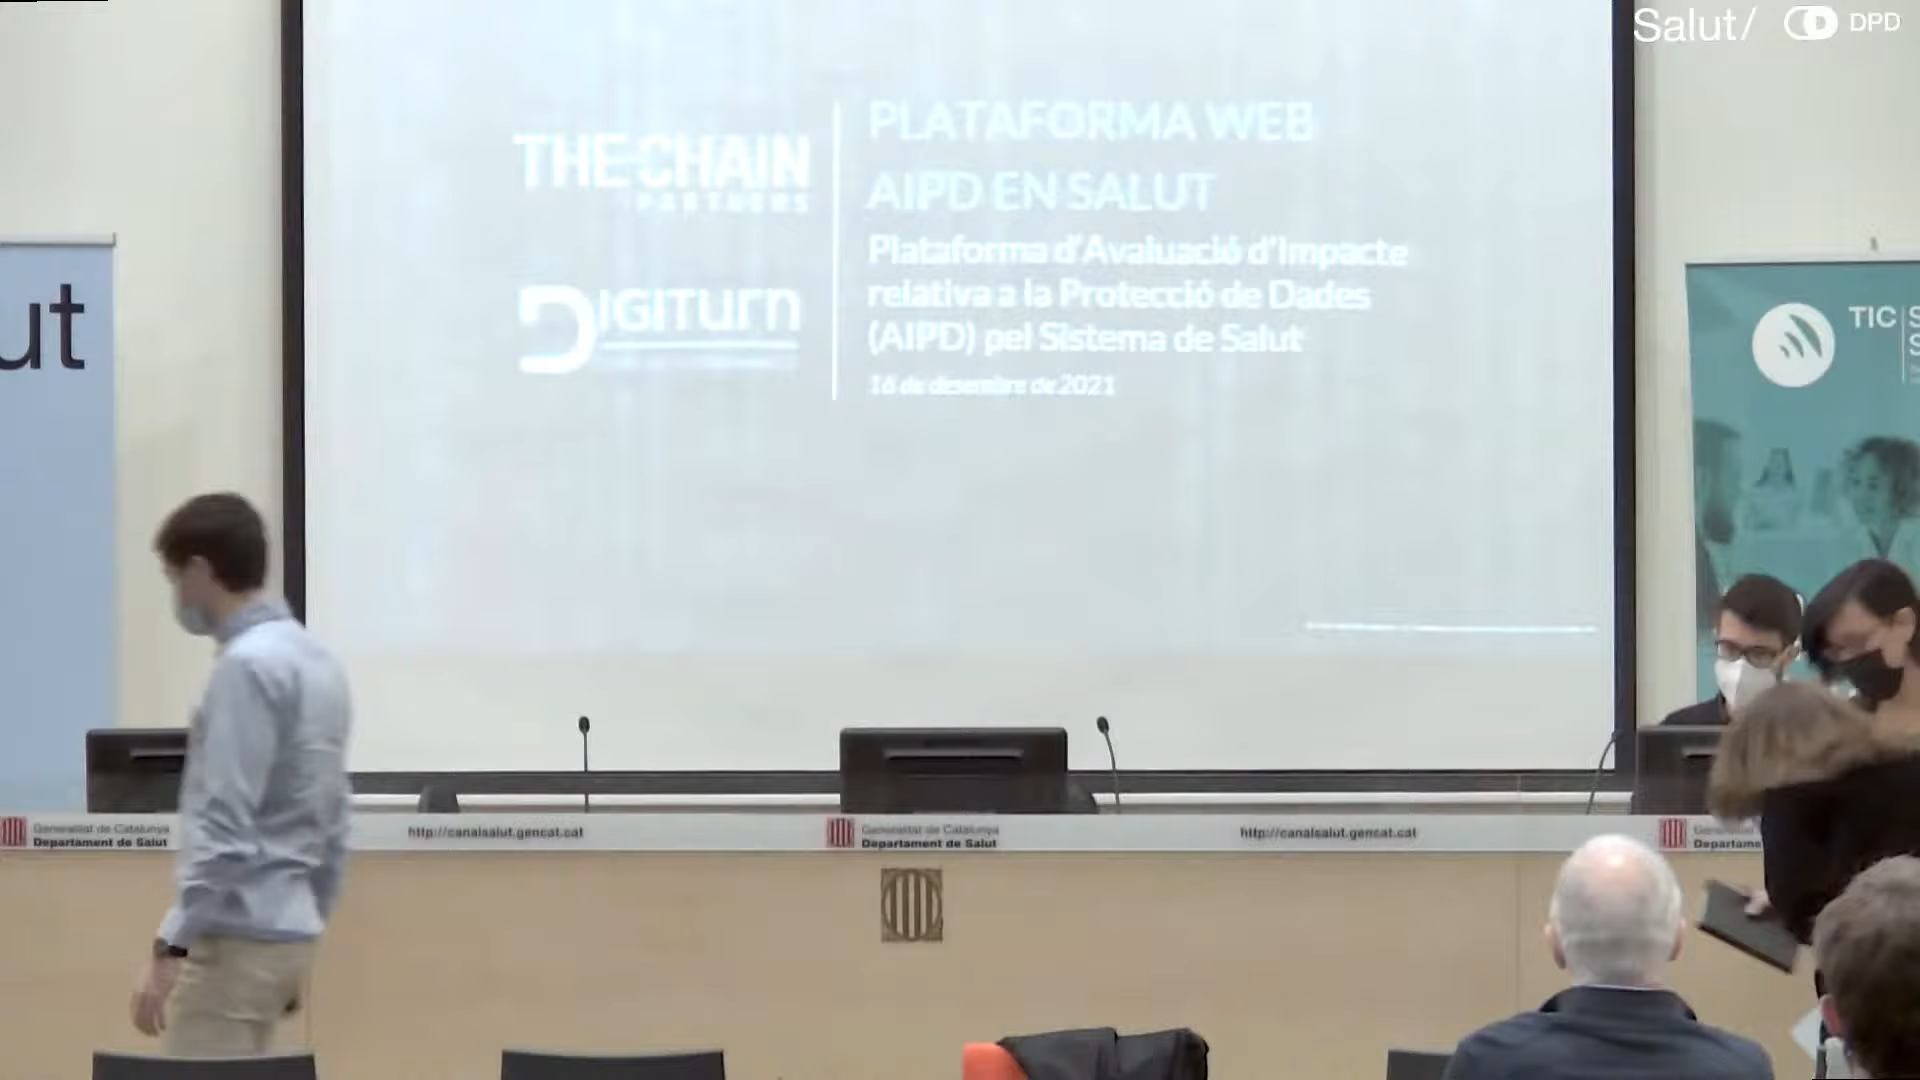 Salut/ DPD
THE CHAIN
PARTNERS
DIGITURN
PLATAFORMA WEB
AIPD EN SALUT
Plataforma d'Avaluació d'Impacte
relativa a la Protecció de Dades
(AIPD) pel Sistema de Salut
16 de desembre de 2021
ut
TIC
Generalitat de Catalunya
Departament de Salut
http://canalsalut.gencat.cat
Generalitat de Catalunya
Departament de Salut
http://canalsalut.gencat.cat